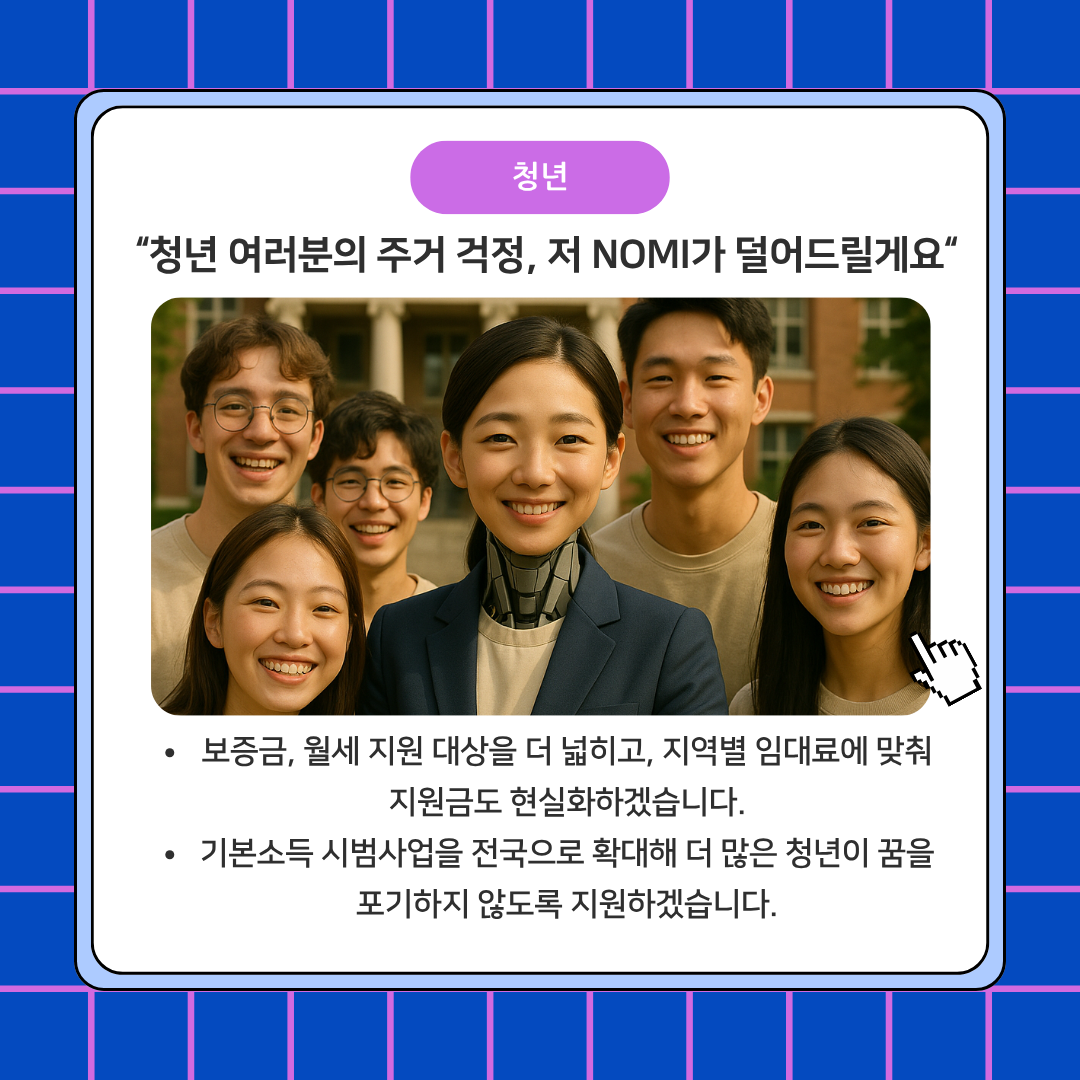 청년
“청년 여러분의 주거 걱정, 저 NOMI가 덜어드릴게요“
• 보증금, 월세 지원 대상을 더 넓히고, 지역별 임대료에 맞춰
지원금도 현실화하겠습니다.
• 기본소득 시범사업을 전국으로 확대해 더 많은 청년이 꿈을
포기하지 않도록 지원하겠습니다.